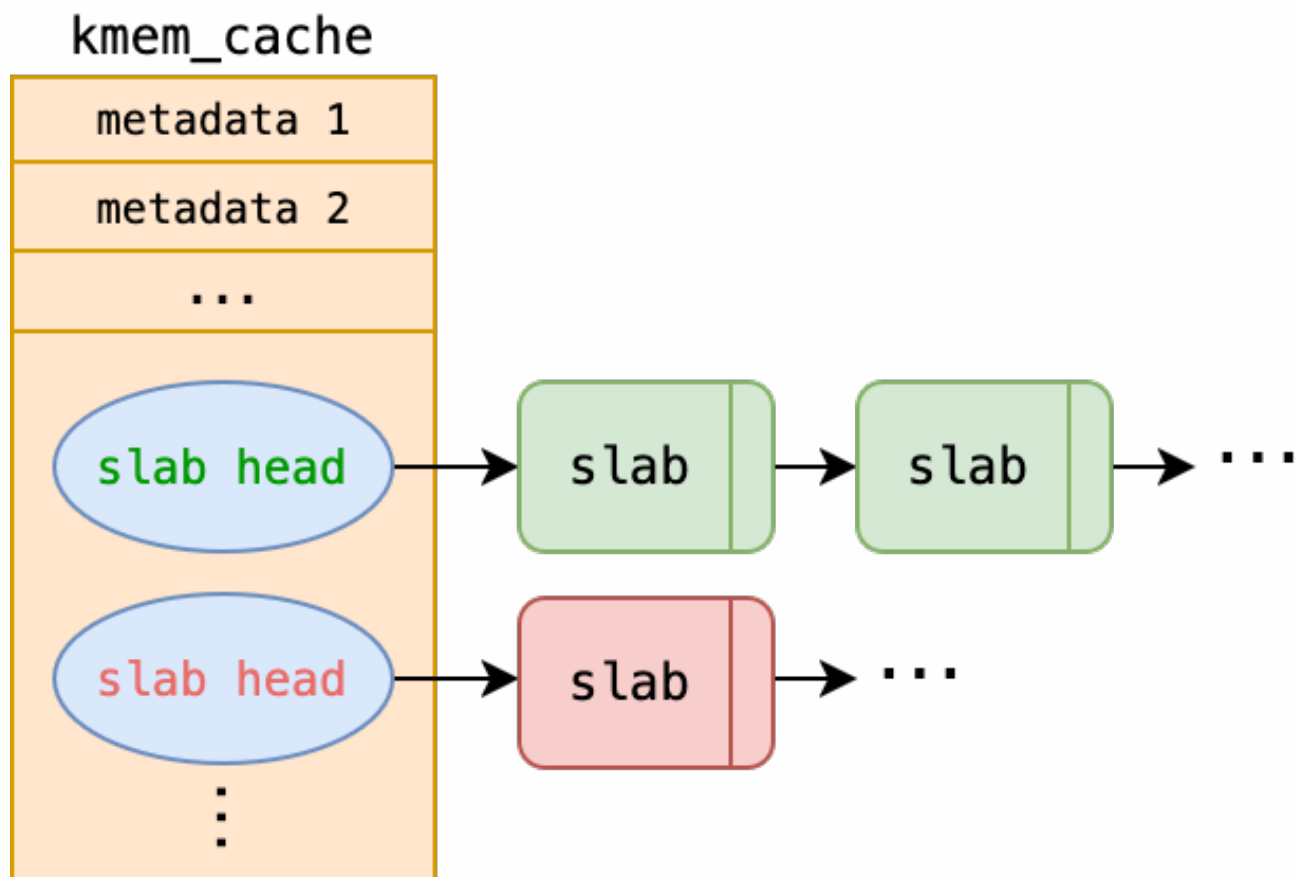 kmem_cache
metadata 1
metadata 2
...
slab head
slab
slab
...
slab head
slab
...
⋮